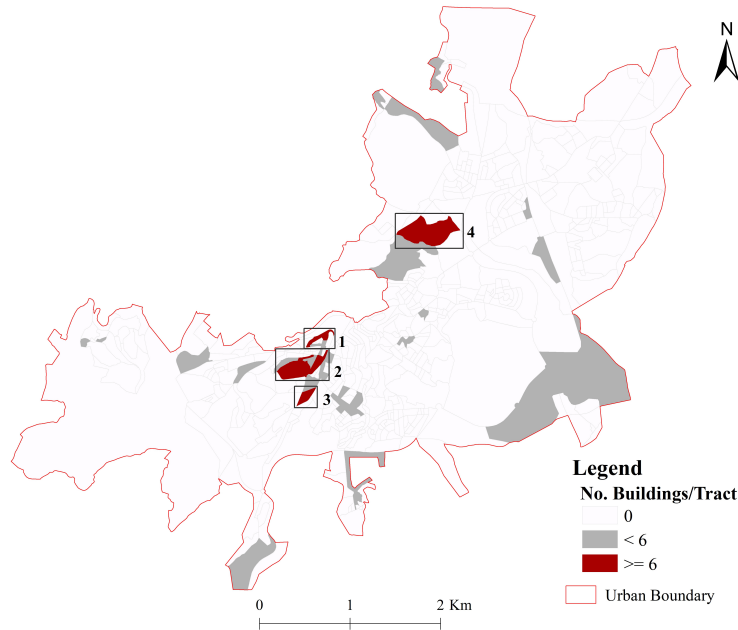 N
4
1
2
3
Legend
No. Buildings/Tract
0
< 6
>= 6
Urban Boundary
0 1 2 Km